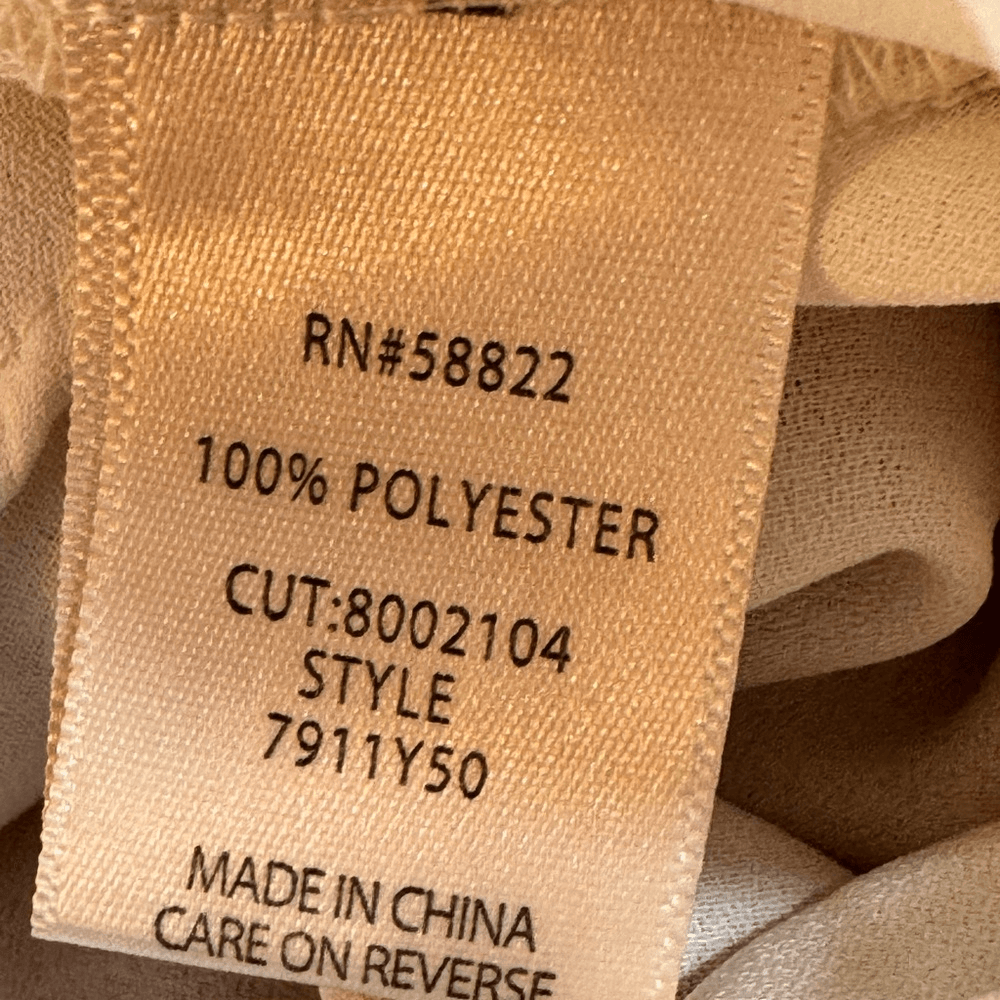 RN#58822
100% POLYESTER
CUT:8002104
STYLE
7911Y50
MADE IN CHINA
CARE ON REVERSE